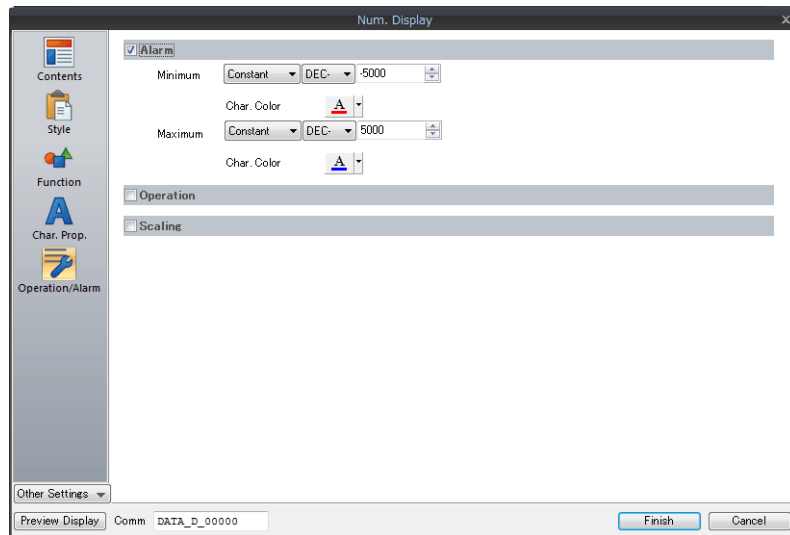 Num. Display
x
Contents
Style
Function
A
Char. Prop.
Operation/Alarm
Alarm
Minimum Constant DEC- -5000
Char. Color A
Maximum Constant DEC- 5000
Char. Color A
Operation
Scaling
Other Settings
Preview Display Comm DATA_D_00000 Finish Cancel